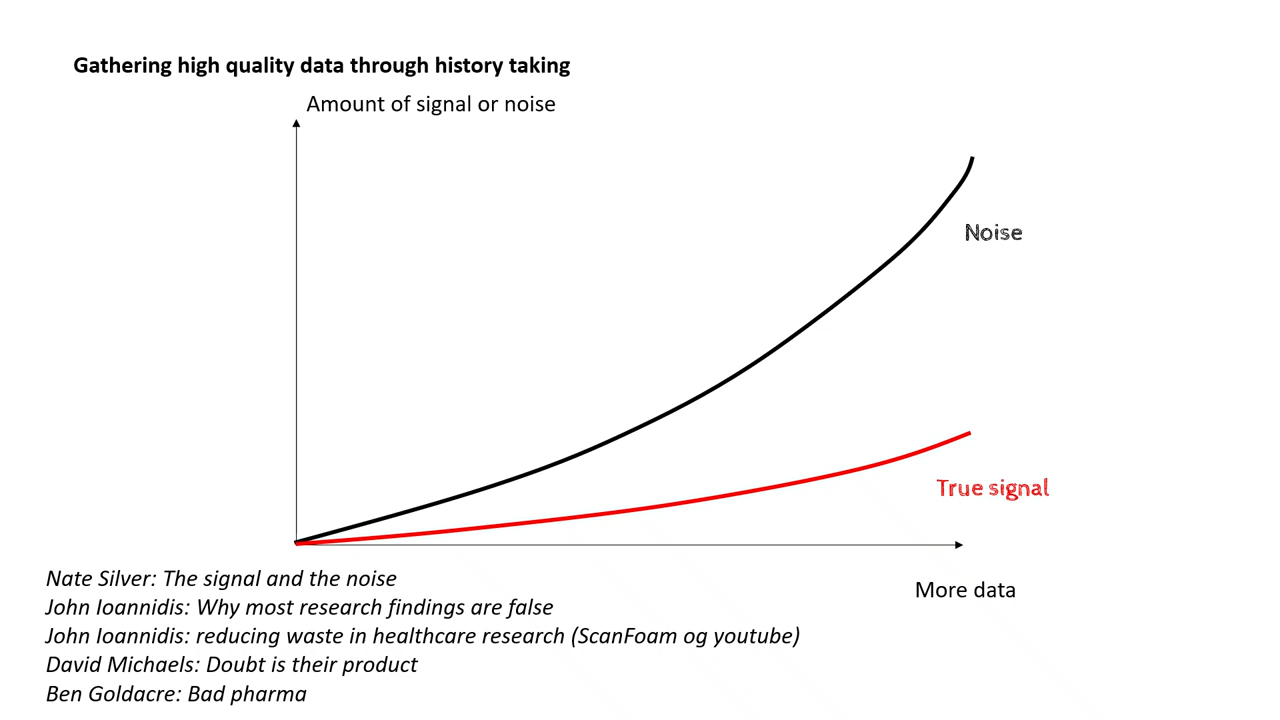 Gathering high quality data through history taking
Amount of signal or noise
Noise
True signal
More data
Nate Silver: The signal and the noise
John Ioannidis: Why most research findings are false
John Ioannidis: reducing waste in healthcare research (ScanFoam og youtube)
David Michaels: Doubt is their product
Ben Goldacre: Bad pharma